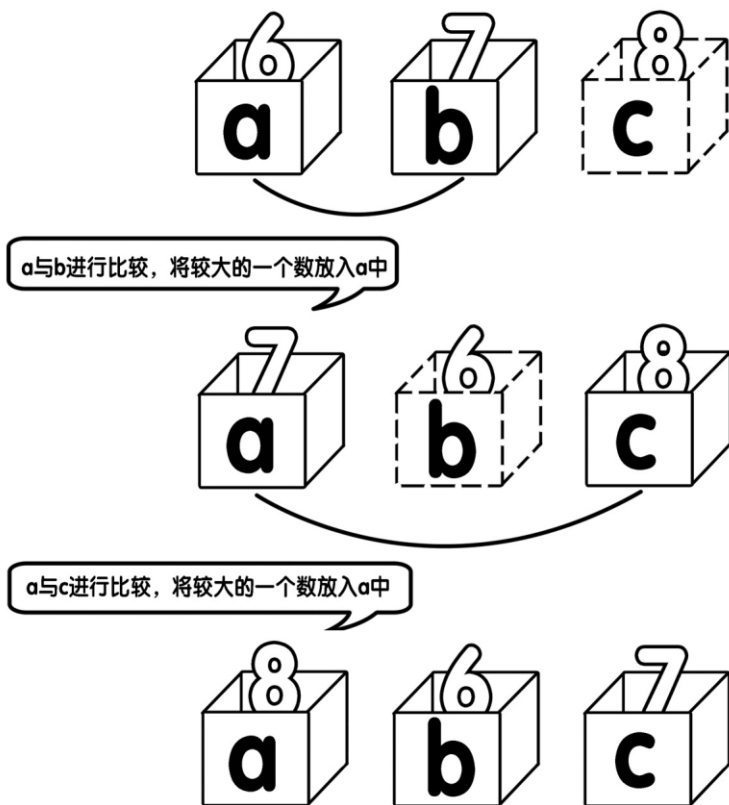 6 7 8
a b c
a与b进行比较，将较大的一个数放入a中
7 6 8
a b c
a与c进行比较，将较大的一个数放入a中
8 6 7
a b c